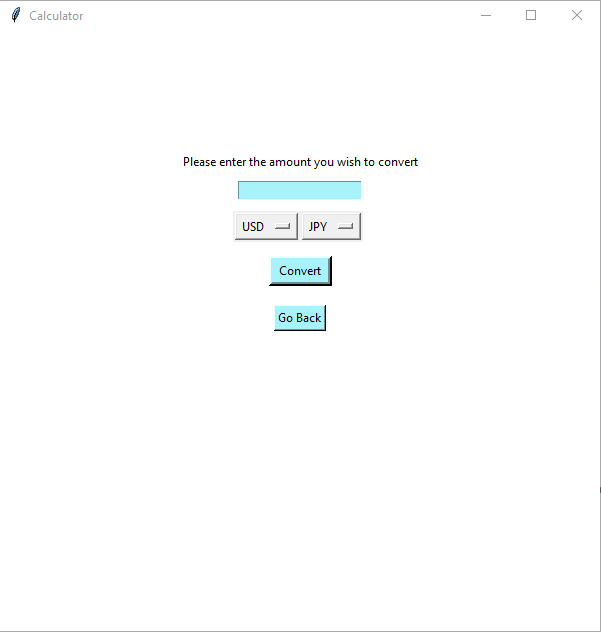 Calculator
Please enter the amount you wish to convert
USD JPY
Convert
Go Back